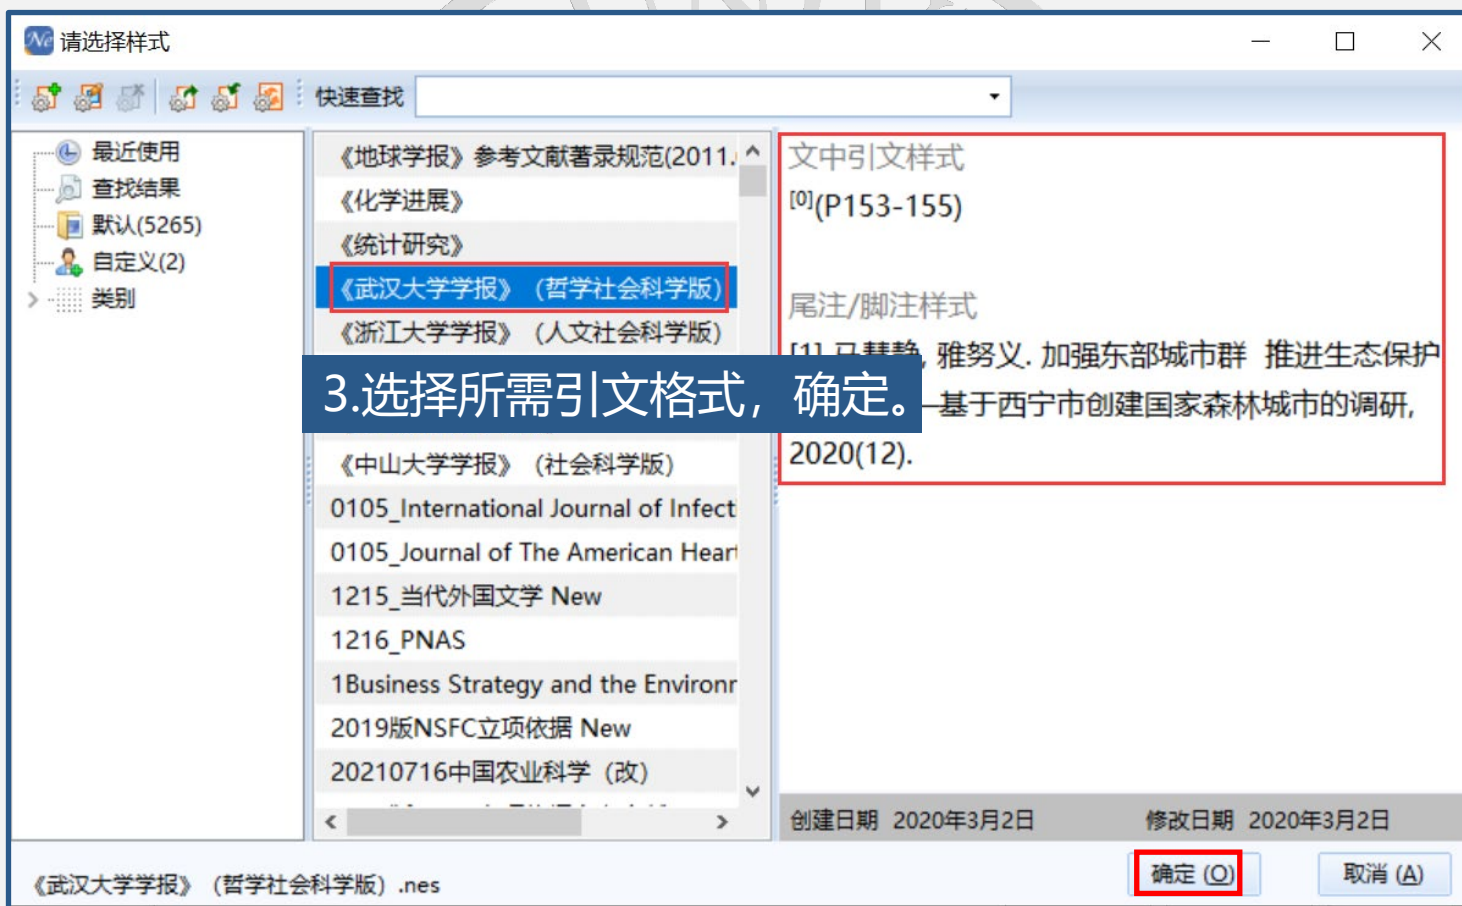 Ne 请选择样式
快速查找
最近使用
查找结果
默认(5265)
自定义(2)
类别
《地球学报》参考文献著录规范(2011.
《化学进展》
《统计研究》
《武汉大学学报》（哲学社会科学版）
《浙江大学学报》（人文社会科学版）
3.选择所需引文格式，确定。
《中山大学学报》（社会科学版）
0105_International Journal of Infect
0105_Journal of The American Hear
1215_当代外国文学 New
1216_PNAS
1Business Strategy and the Environ
2019版NSFC立项依据 New
20210716中国农业科学（改）
文中引文样式
[0](P153-155)
尾注/脚注样式
[1] 马慧静, 雅努义. 加强东部城市群 推进生态保护
—基于西宁市创建国家森林城市的调研,
2020(12).
创建日期 2020年3月2日 修改日期 2020年3月2日
《武汉大学学报》（哲学社会科学版）.nes
确定 (O) 取消 (A)